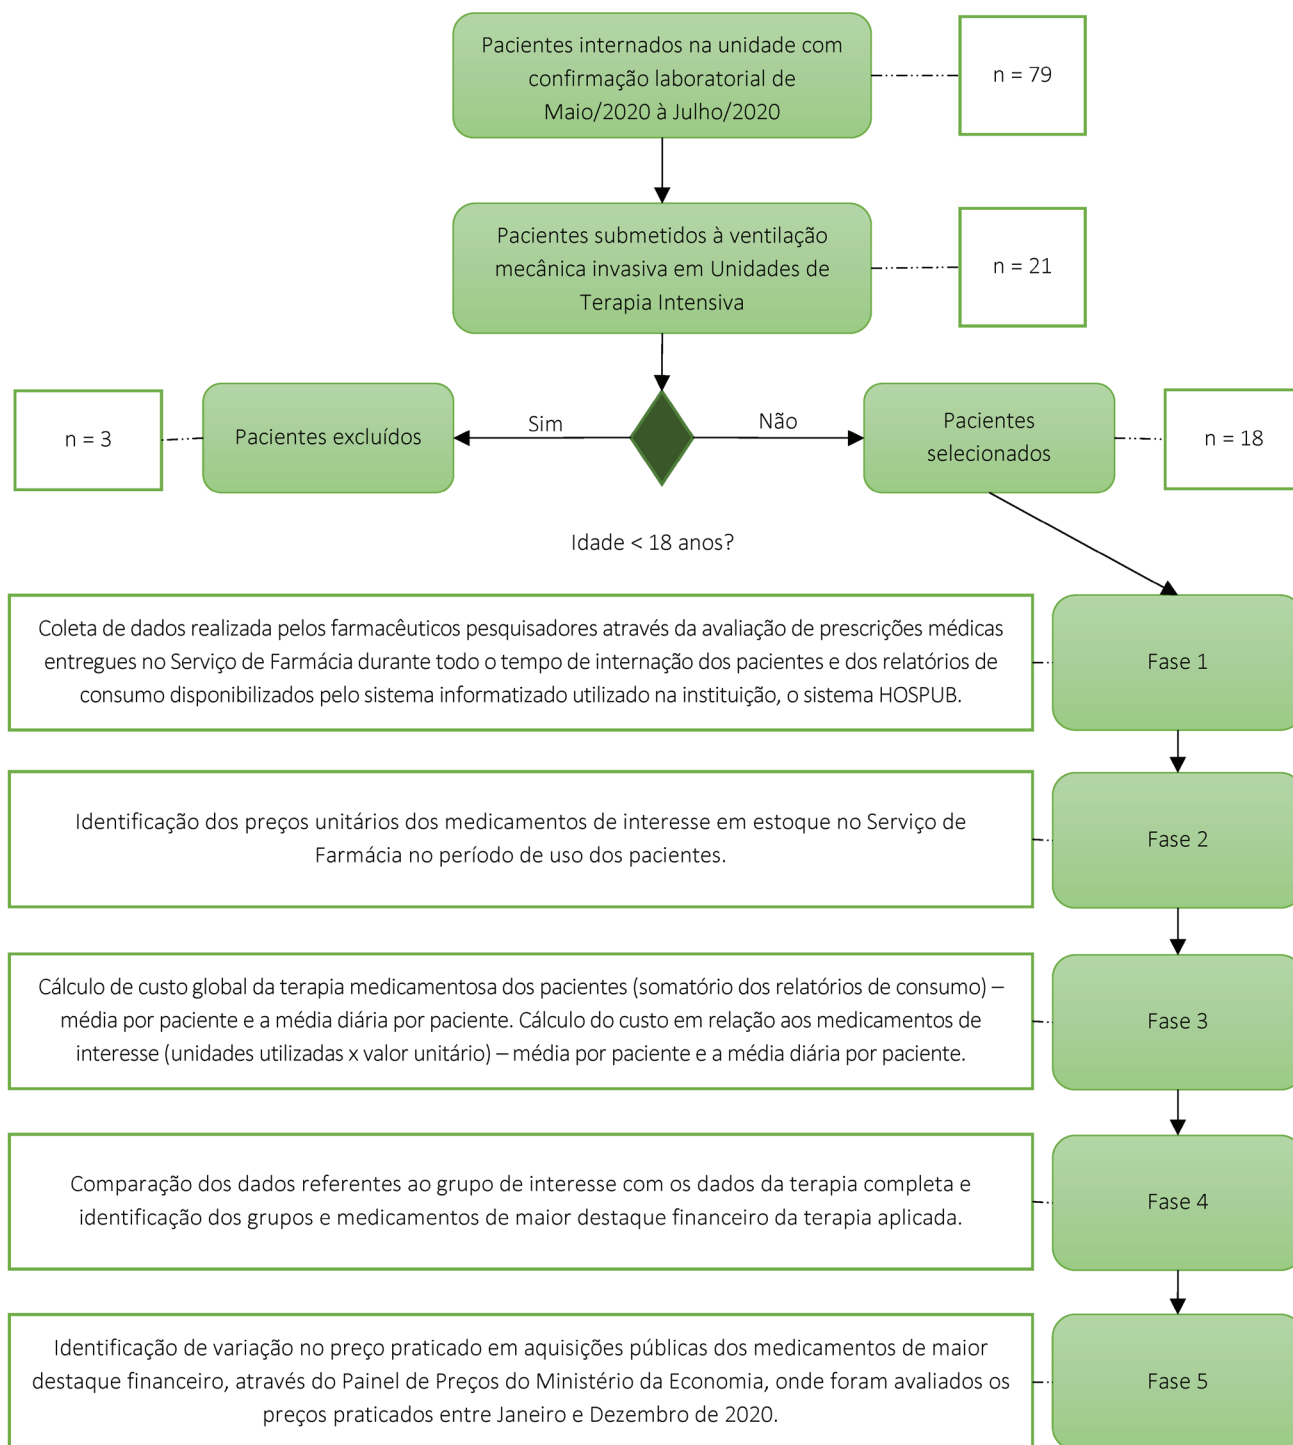 Pacientes internados na unidade com
confirmação laboratorial de
Maio/2020 à Julho/2020
n = 79
Pacientes submetidos à ventilação
mecânica invasiva em Unidades de
Terapia Intensiva
n = 21
n = 3
Pacientes excluídos
Sim
Não
Pacientes
selecionados
n = 18
Idade < 18 anos?
Coleta de dados realizada pelos farmacêuticos pesquisadores através da avaliação de prescrições médicas
entregues no Serviço de Farmácia durante todo o tempo de internação dos pacientes e dos relatórios de
consumo disponibilizados pelo sistema informatizado utilizado na instituição, o sistema HOSPUB.
Fase 1
Identificação dos preços unitários dos medicamentos de interesse em estoque no Serviço de
Farmácia no período de uso dos pacientes.
Fase 2
Cálculo de custo global da terapia medicamentosa dos pacientes (somatório dos relatórios de consumo) –
média por paciente e a média diária por paciente. Cálculo do custo em relação aos medicamentos de
interesse (unidades utilizadas x valor unitário) – média por paciente e a média diária por paciente.
Fase 3
Comparação dos dados referentes ao grupo de interesse com os dados da terapia completa e
identificação dos grupos e medicamentos de maior destaque financeiro da terapia aplicada.
Fase 4
Identificação de variação no preço praticado em aquisições públicas dos medicamentos de maior
destaque financeiro, através do Painel de Preços do Ministério da Economia, onde foram avaliados os
preços praticados entre Janeiro e Dezembro de 2020.
Fase 5